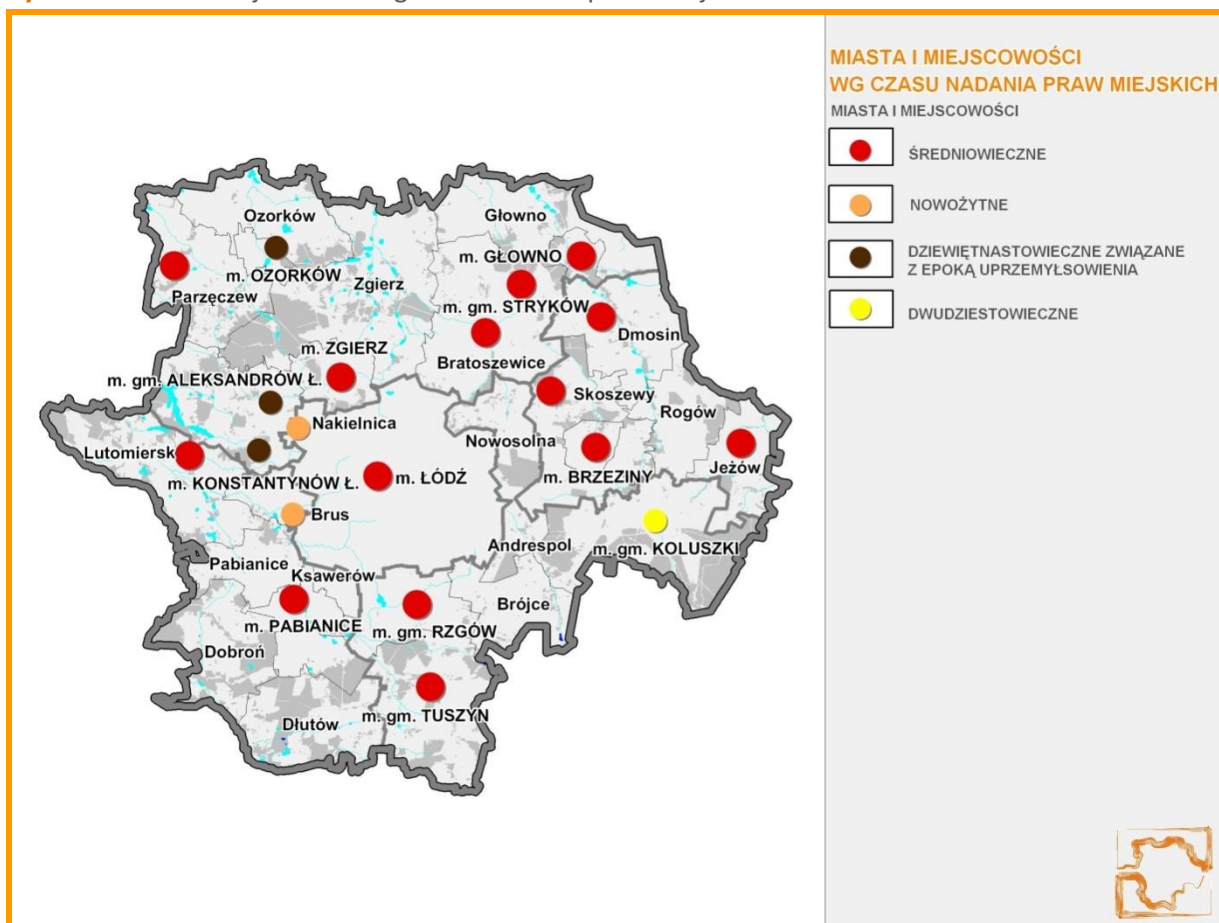 MIASTA I MIEJSCOWOŚCI
WG CZASU NADANIA PRAW MIEJSKICH
MIASTA I MIEJSCOWOŚCI
ŚREDNIOWIECZNE
NOWOŻYTNE
DZIEWIĘTNASTOWIECZNE ZWIĄZANE
Z EPOKĄ UPRZEMYŁSOWIENIA
DWUDZIESTOWIECZNE
Ozorków
Głowno
m. OZORKÓW
m. GŁOWNO
Zgierz
Parzęczew
m. gm. STRYKÓW
Dmosin
m. ZGIERZ
Bratoszewice
m. gm. ALEKSANDRÓW Ł.
Skoszewy
Rogów
Nakielnica
Nowosolna
Lutomiersk
Jeżów
m. KONSTANTYNÓW Ł.
m. ŁÓDŹ
m. BRZEZINY
Brus
Andrespol
m. gm. KOLUSZKI
Pabianice
Ksawerów
Brójce
m. PABIANICE
m. gm. RZGÓW
Dobroń
m. gm. TUSZYN
Dłutów